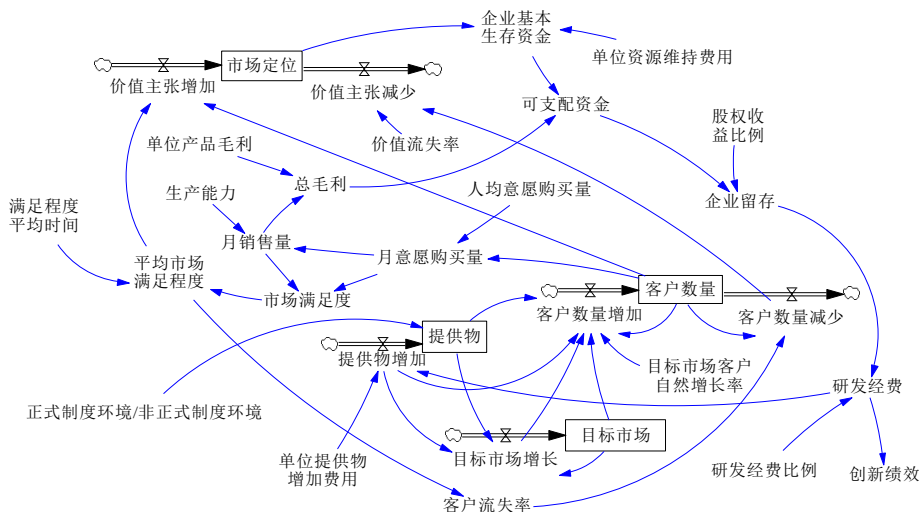 企业基本
生存资金
市场定位
单位资源维持费用
价值主张增加
价值主张减少
可支配资金
股权收
益比例
单位产品毛利
价值流失率
总毛利
人均意愿购买量
生产能力
企业留存
满足程度
平均时间
月销售量
月意愿购买量
平均市场
满足程度
市场满足度
客户数量
客户数量增加
客户数量减少
提供物
提供物增加
目标市场客户
自然增长率
研发经费
正式制度环境/非正式制度环境
目标市场
目标市场增长
单位提供物
增加费用
研发经费比例
创新绩效
客户流失率